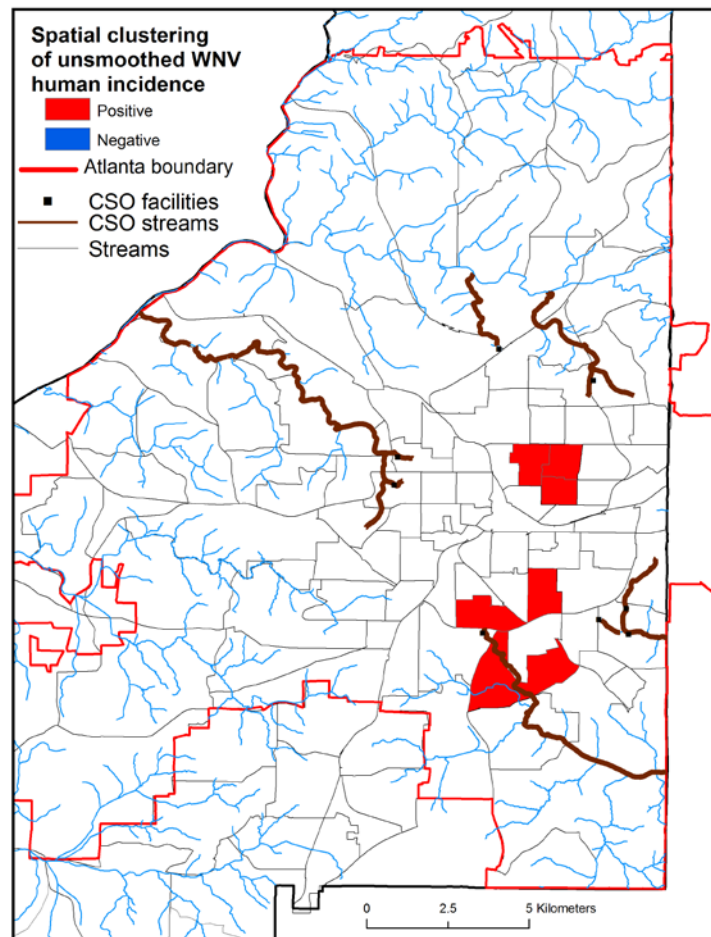 Spatial clustering
of unsmoothed WNV
human incidence
Positive
Negative
Atlanta boundary
CSO facilities
CSO streams
Streams
0 2.5 5 Kilometers